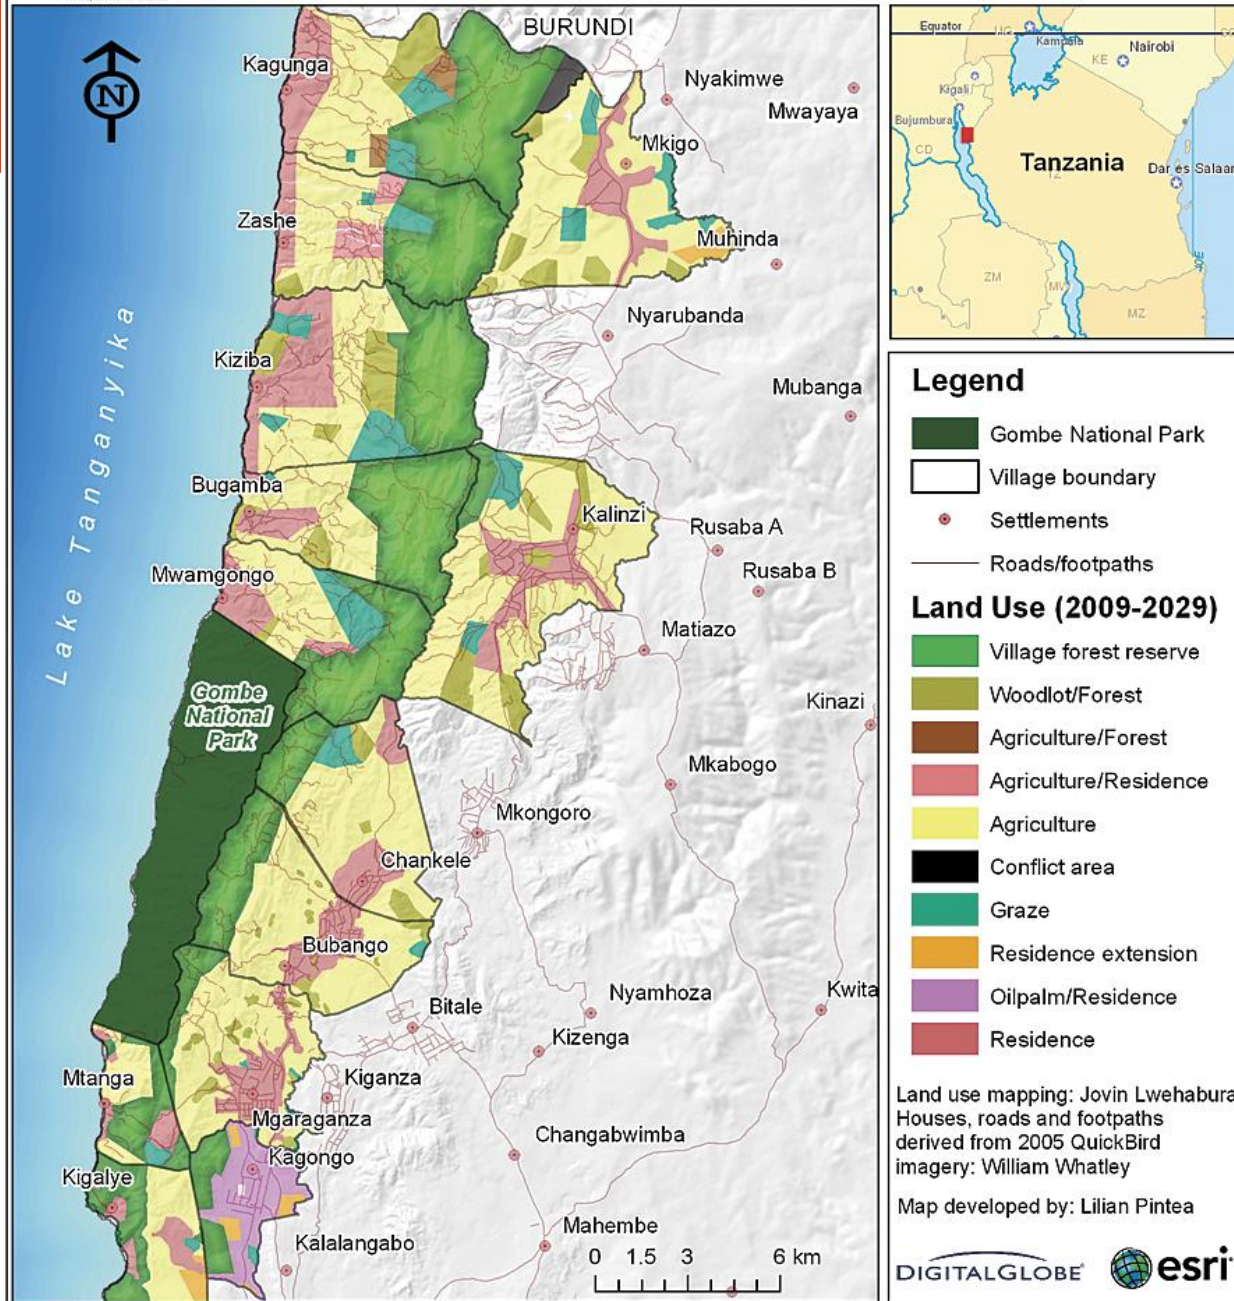 BURUNDI
Kagunga
Nyakimwe
Mwayaya
Mkigo
Zashe
Muhinda
Nyarubanda
Kiziba
Mubanga
Bugamba
Kalinzi
Rusaba A
Mwamgongo
Rusaba B
Matiazo
Lake Tanganyika
Gombe
National
Park
Kinazi
Mkabogo
Mkongoro
Chankele
Bubango
Nyamhoza
Kwita
Bitale
Kizenga
Mtanga
Kiganza
Mgaraganza
Changabwimba
Kagongo
Kigalye
Mahembe
Kalalangabo
0 1.5 3 6 km
N
Equator
UG
Kampala
Nairobi
KE
Kigali
Bujumbura
CD
Tanzania
TZ
Dar es Salaam
ZM
MW
MZ
Legend
Gombe National Park
Village boundary
Settlements
Roads/footpaths
Land Use (2009-2029)
Village forest reserve
Woodlot/Forest
Agriculture/Forest
Agriculture/Residence
Agriculture
Conflict area
Graze
Residence extension
Oilpalm/Residence
Residence
Land use mapping: Jovin Lwehabura
Houses, roads and footpaths
derived from 2005 QuickBird
imagery: William Whatley
Map developed by: Lilian Pintea
DIGITALGLOBE
esri